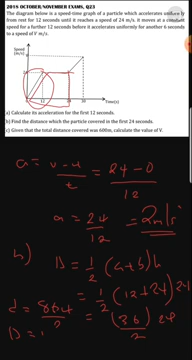 2018 OCTOBER/NOVEMBER EXAMS, Q23
The diagram below is a speed-time graph of a particle which accelerates uniformly
from rest for 12 seconds until it reaches a speed of 24 m/s. it moves at a constant
speed for a further 12 seconds before it accelerates uniformly for another 6 seconds
to a speed of V m/s.
Speed
(m/s)
12
24
30
Time(s)
a) Calculate its acceleration for the first 12 seconds.
b) Find the distance which the particle covered in the first 24 seconds.
c) Given that the total distance covered was 600m, calculate the value of V.
a = v-u/t = 24-0/12
a = 24/12 = 2m/s
b) D = 1/2 (a+b)h
= 1/2 (12+24) 24
= (36)/2 24
d = 864/2
D =